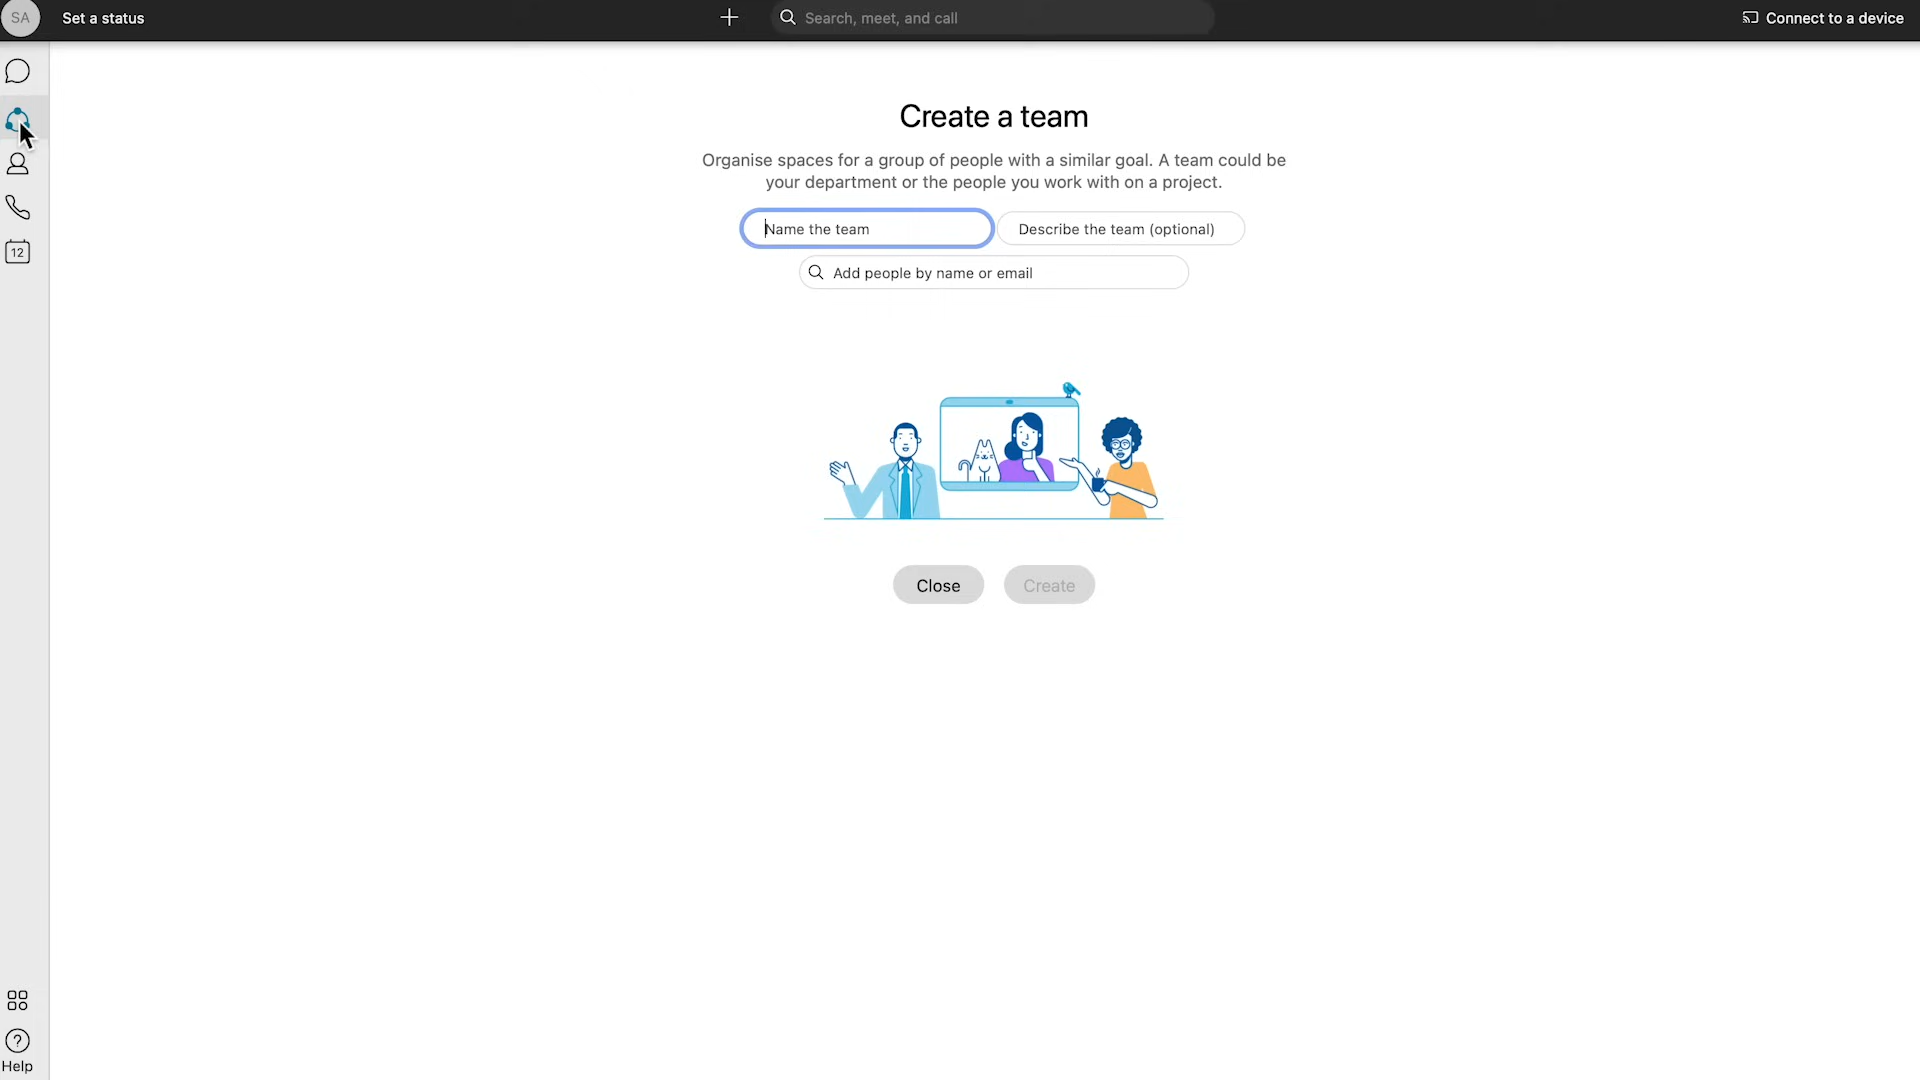 SA
Set a status
Search, meet, and call
Connect to a device
12
Create a team
Organise spaces for a group of people with a similar goal. A team could be
your department or the people you work with on a project.
Name the team
Describe the team (optional)
Add people by name or email
Close
Create
Help